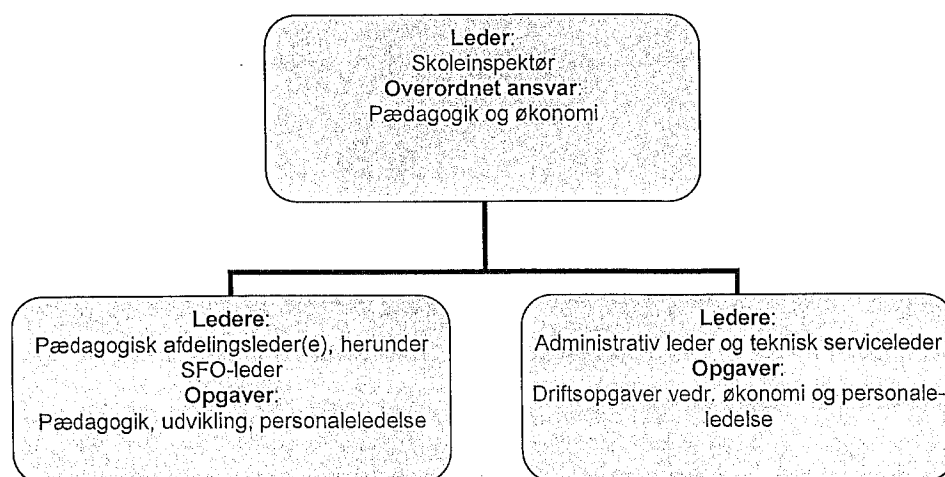 Leder:
Skoleinspektør
Overordnet ansvar:
Pædagogik og økonomi
Ledere:
Pædagogisk afdelingsleder(e), herunder
SFO-leder
Opgaver:
Pædagogik, udvikling, personaleledelse
Ledere:
Administrativ leder og teknisk serviceleder
Opgaver:
Driftsopgaver vedr. økonomi og personale-
ledelse